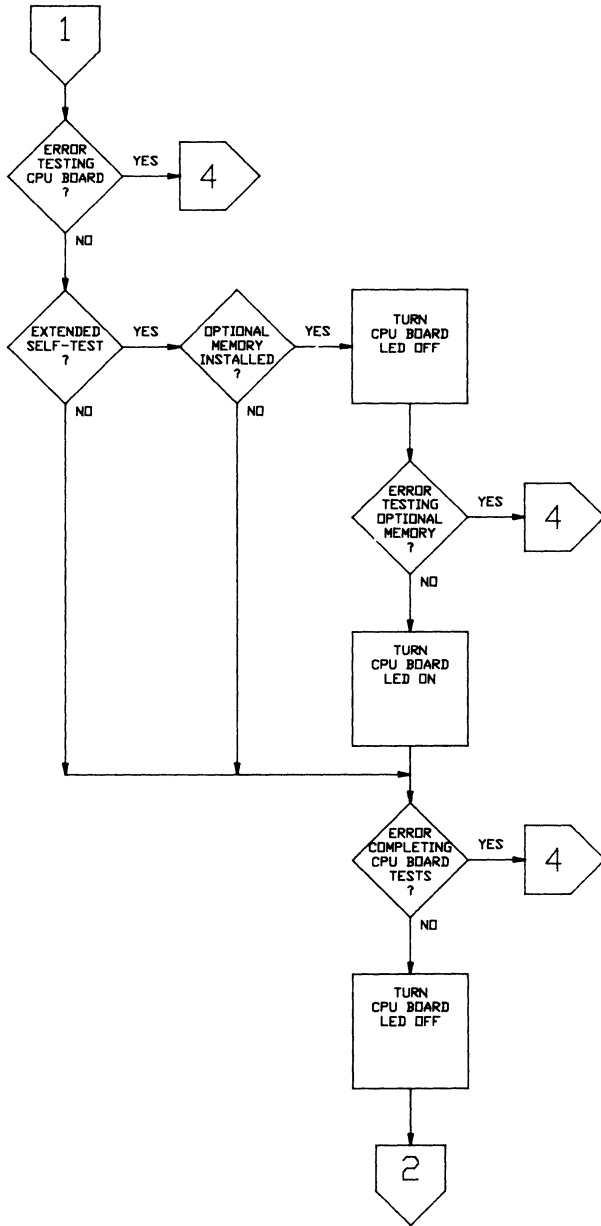 1
ERROR
TESTING
CPU BOARD
?
YES
4
NO
EXTENDED
SELF-TEST
?
YES
NO
OPTIONAL
MEMORY
INSTALLED
?
YES
NO
TURN
CPU BOARD
LED OFF
ERROR
TESTING
OPTIONAL
MEMORY
?
YES
4
NO
TURN
CPU BOARD
LED ON
ERROR
COMPLETING
CPU BOARD
TESTS
?
YES
4
NO
TURN
CPU BOARD
LED OFF
2